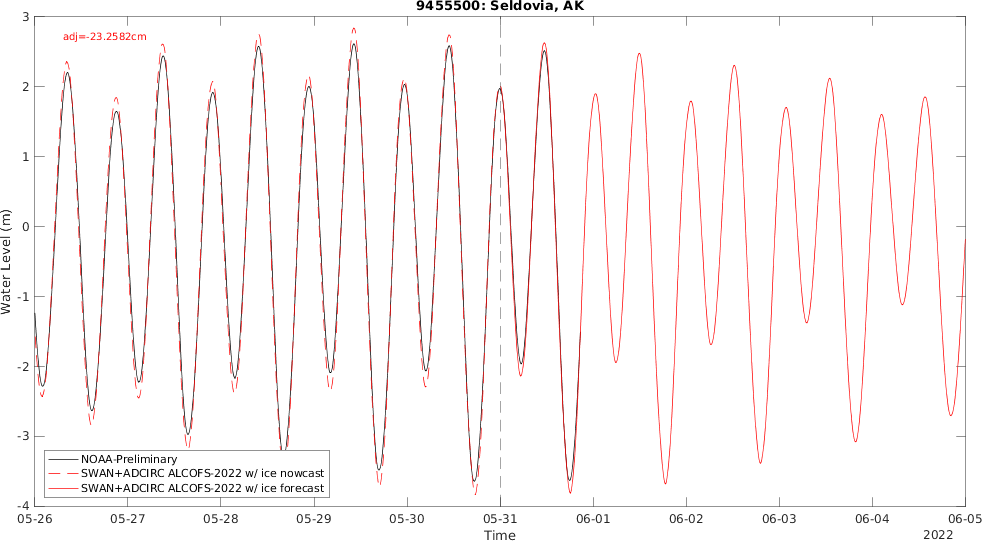 9455500: Seldovia, AK
adj=-23.2582cm
3
2
1
0
-1
-2
-3
-4
Water Level (m)
NOAA-Preliminary
SWAN+ADCIRC ALCOFS-2022 w/ ice nowcast
SWAN+ADCIRC ALCOFS-2022 w/ ice forecast
05-26 05-27 05-28 05-29 05-30 05-31 06-01 06-02 06-03 06-04 06-05
Time
2022